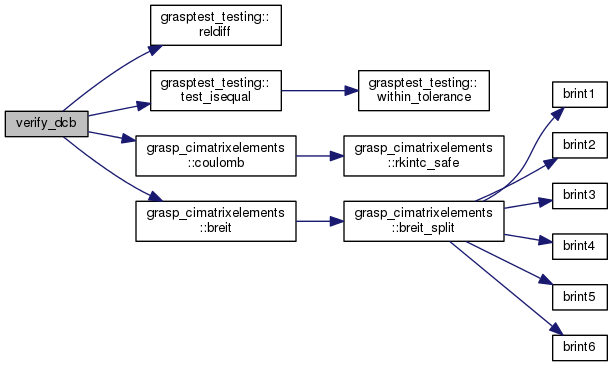 verify_dcb
grasptest_testing::
reldiff
grasptest_testing::
test_isequal
grasptest_testing::
within_tolerance
grasp_cimatrixelements
::coulomb
grasp_cimatrixelements
::rkintc_safe
grasp_cimatrixelements
::breit
grasp_cimatrixelements
::breit_split
brint1
brint2
brint3
brint4
brint5
brint6